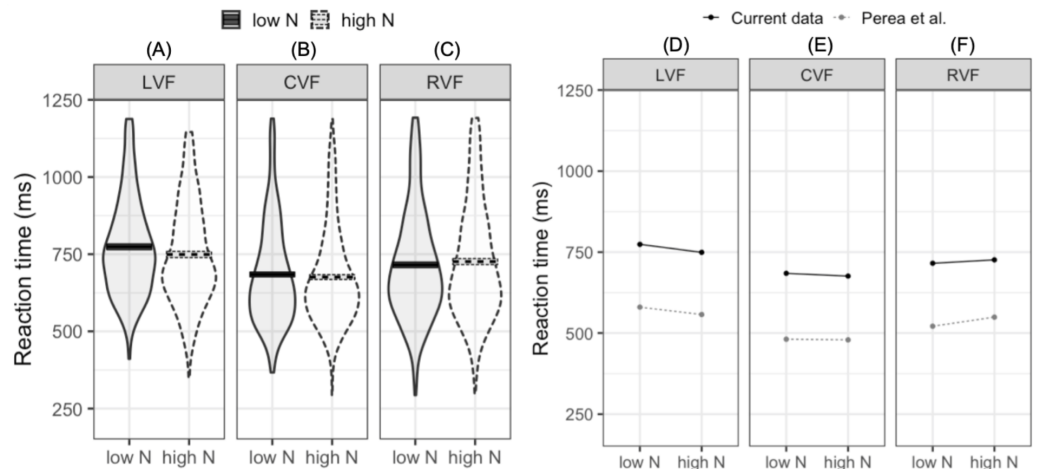 low N high N
(A) (B) (C)
LVF CVF RVF
Reaction time (ms)
1250
1000
750
500
250
low N high N low N high N low N high N
Current data Perea et al.
(D) (E) (F)
LVF CVF RVF
Reaction time (ms)
1250
1000
750
500
250
low N high N low N high N low N high N